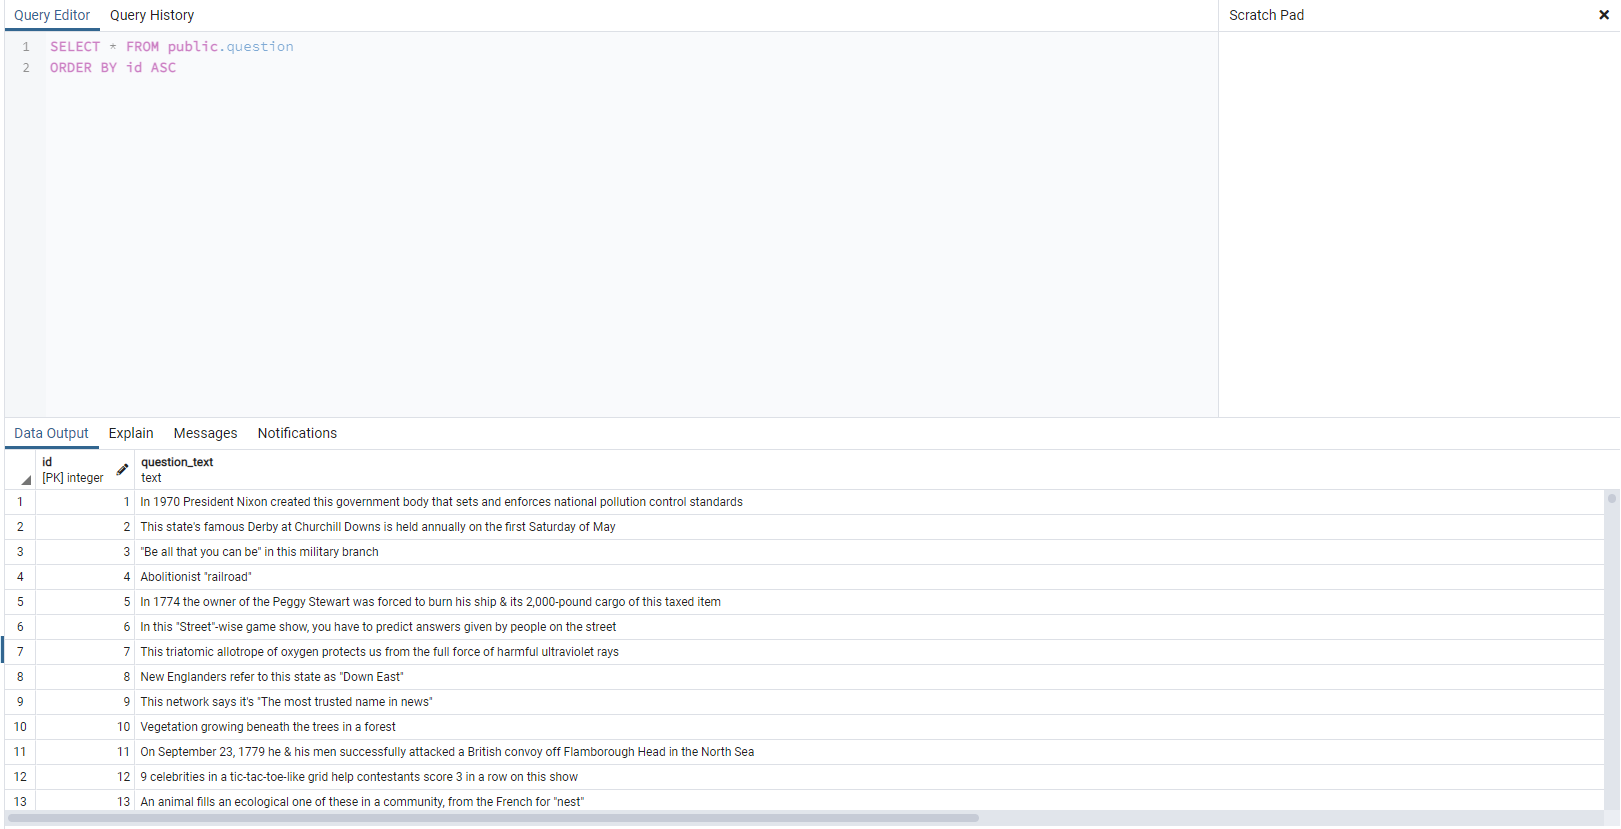 Query Editor Query History Scratch Pad
1 SELECT * FROM public.question
2 ORDER BY id ASC
Data Output Explain Messages Notifications
id question_text
[PK] integer text
1 1 In 1970 President Nixon created this government body that sets and enforces national pollution control standards
2 2 This state's famous Derby at Churchill Downs is held annually on the first Saturday of May
3 3 "Be all that you can be" in this military branch
4 4 Abolitionist "railroad"
5 5 In 1774 the owner of the Peggy Stewart was forced to burn his ship & its 2,000-pound cargo of this taxed item
6 6 In this "Street"-wise game show, you have to predict answers given by people on the street
7 7 This triatomic allotrope of oxygen protects us from the full force of harmful ultraviolet rays
8 8 New Englanders refer to this state as "Down East"
9 9 This network says it's "The most trusted name in news"
10 10 Vegetation growing beneath the trees in a forest
11 11 On September 23, 1779 he & his men successfully attacked a British convoy off Flamborough Head in the North Sea
12 12 9 celebrities in a tic-tac-toe-like grid help contestants score 3 in a row on this show
13 13 An animal fills an ecological one of these in a community, from the French for "nest"